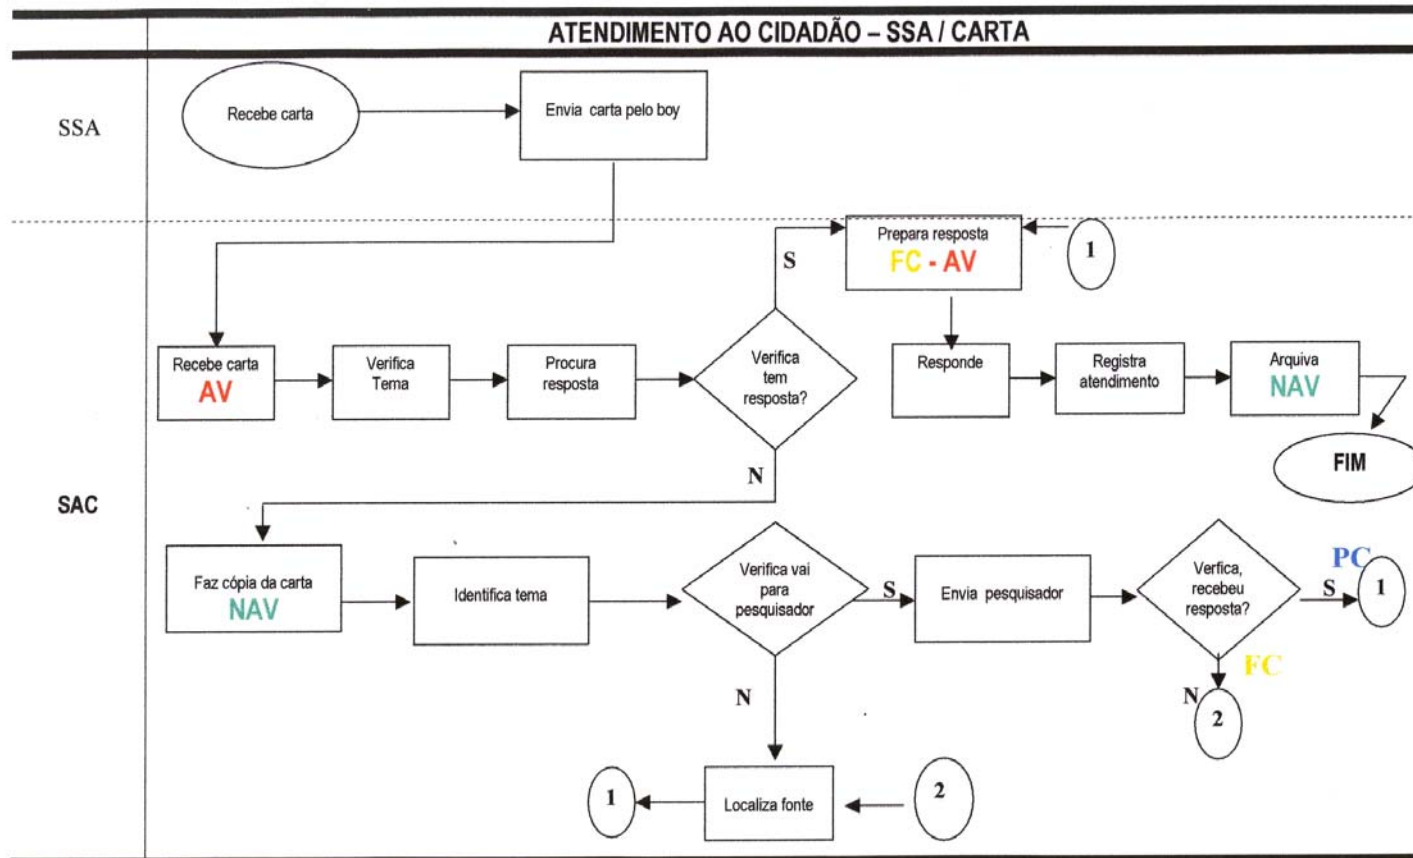 ATENDIMENTO AO CIDADÃO – SSA / CARTA
SSA
Recebe carta
Envia carta pelo boy
Prepara resposta
FC - AV
1
S
Recebe carta
AV
Verifica
Tema
Procura
resposta
Verifica
tem
resposta?
Responde
Registra
atendimento
Arquiva
NAV
FIM
N
SAC
Faz cópia da carta
NAV
Identifica tema
Verifica vai
para
pesquisador
S
Envia pesquisador
Verfica,
recebeu
resposta?
PC
S
1
FC
N
2
N
1
Localiza fonte
2